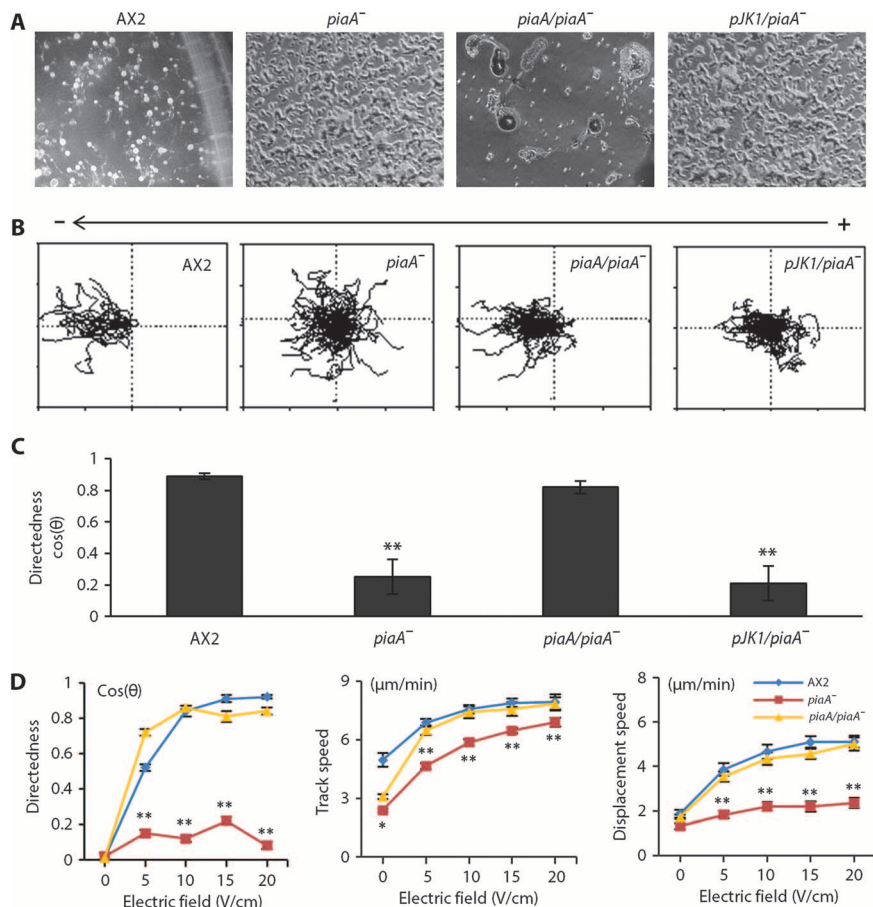 A AX2 piaA⁻ piaA/piaA⁻ pJK1/piaA⁻
B - +
AX2 piaA⁻ piaA/piaA⁻ pJK1/piaA⁻
C
Directedness
cos(θ)
1
0.8
0.6
0.4
0.2
0
** **
AX2 piaA⁻ piaA/piaA⁻ pJK1/piaA⁻
D
Directedness
Cos(θ)
1
0.8
0.6
0.4
0.2
0
** ** ** **
0 5 10 15 20
Electric field (V/cm)
Track speed
(μm/min)
9
6
3
0
* ** ** ** **
0 5 10 15 20
Electric field (V/cm)
Displacement speed
(μm/min)
8
6
4
2
0
** ** ** **
0 5 10 15 20
Electric field (V/cm)
AX2
piaA⁻
piaA/piaA⁻